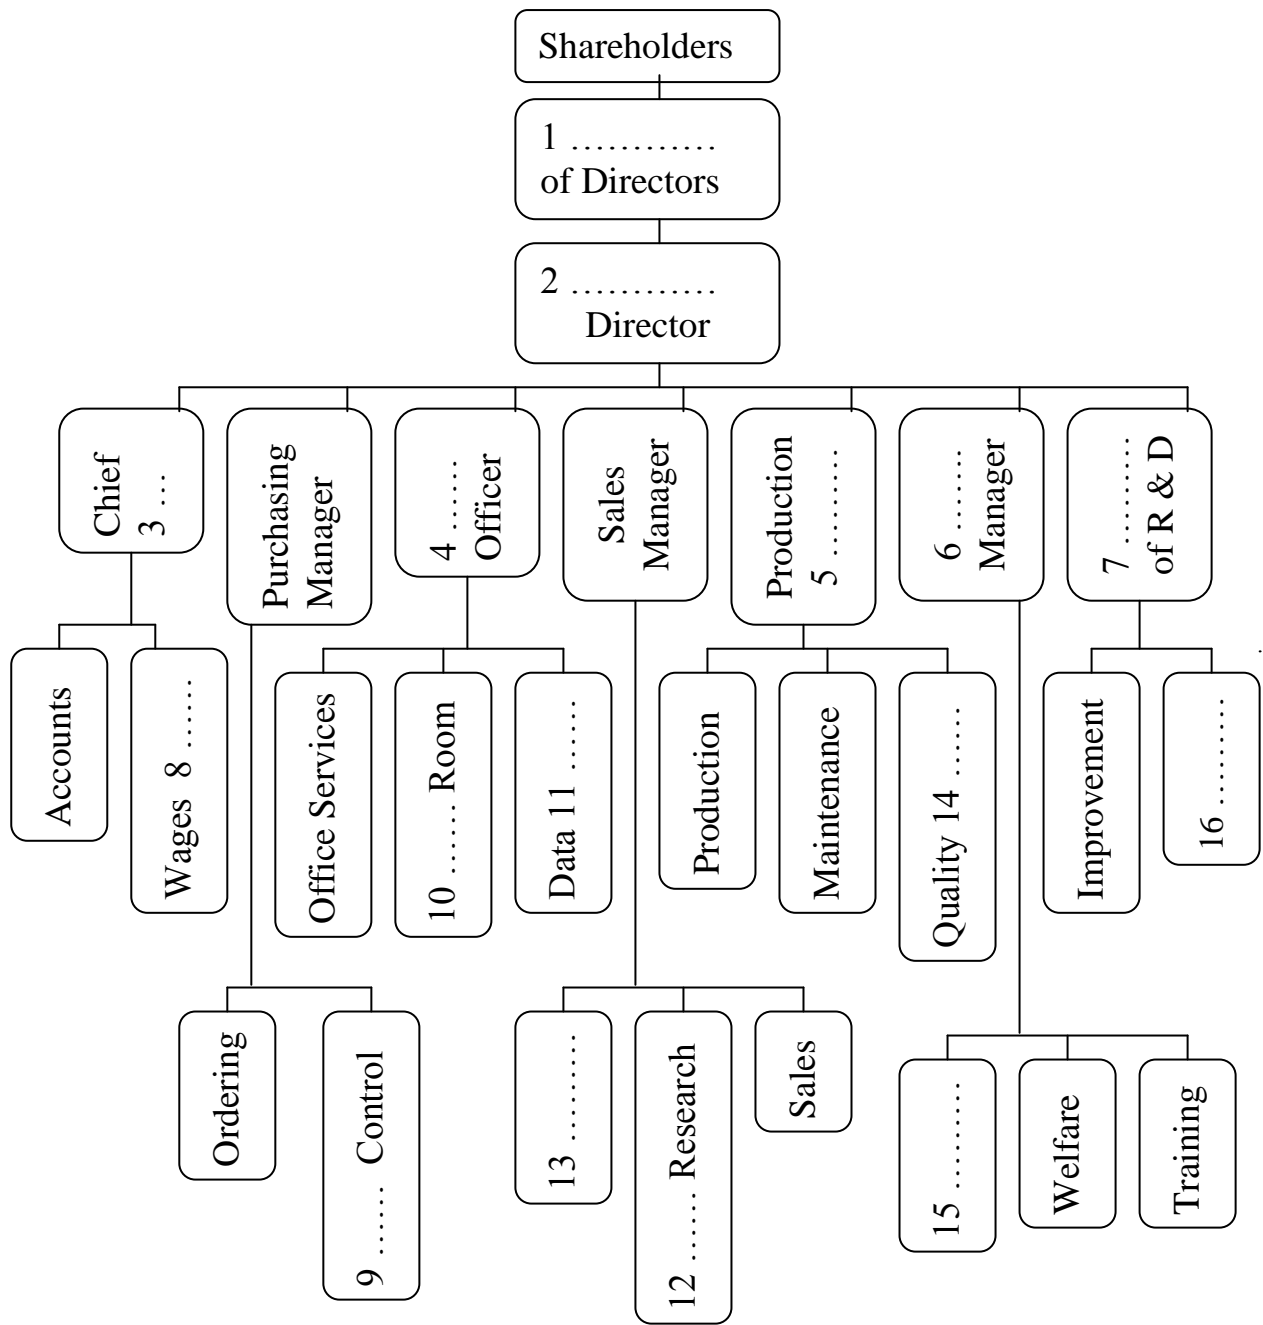 Shareholders
1 ............
of Directors
2 ............
Director
Chief
3 ...
Purchasing
Manager
4 ......
Officer
Sales
Manager
Production
5 .........
6 .......
Manager
7 ..........
of R & D
Accounts
Wages 8 ......
Office Services
10 ....... Room
Data 11 ......
Production
Maintenance
Quality 14 ......
Improvement
16 ..........
Ordering
9 ...... Control
13 ..........
12 ....... Research
Sales
15 ..........
Welfare
Training